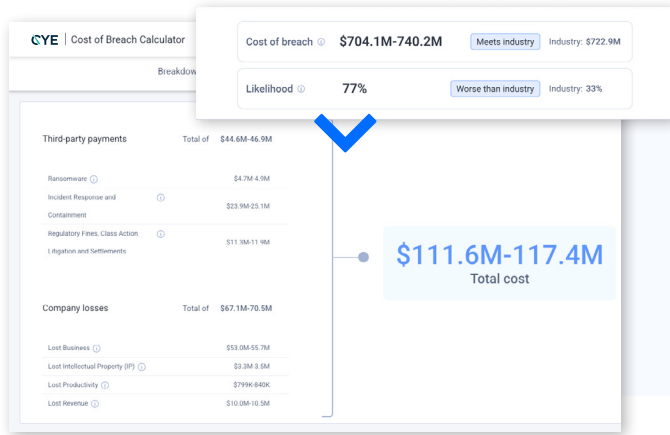 CYE | Cost of Breach Calculator
Breakdow
Cost of breach $704.1M-740.2M Meets industry Industry: $722.9M
Likelihood 77% Worse than industry Industry: 33%
Third-party payments Total of $44.6M-46.9M
Ransomware $4.7M 4.9M
Incident Response and
Containment
$23.9M-25.1M
Regulatory Fines, Class Action
Litigation and Settlements
$11.3M-11.9M
$111.6M-117.4M
Total cost
Company losses Total of $67.1M-70.5M
Lost Business $53.0M-55.7M
Lost Intellectual Property (IP) $3.3M 3.5M
Lost Productivity $799K-840K
Lost Revenue $10.0M-10.5M